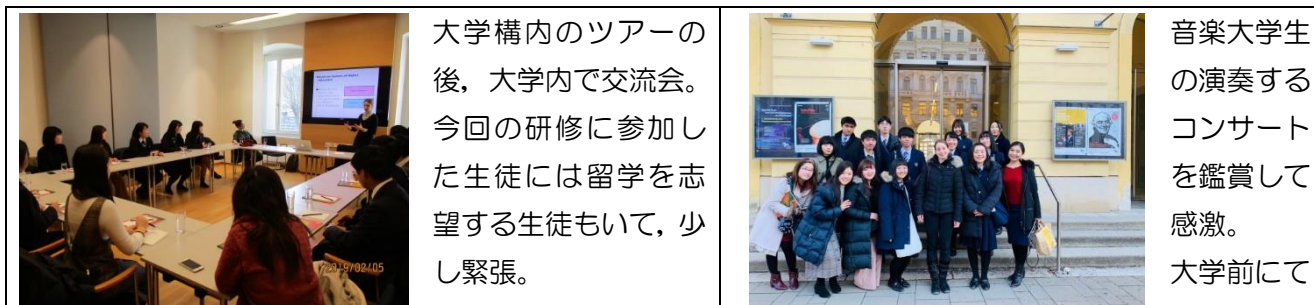 大学構内のツアーの
後，大学内で交流会。
今回の研修に参加し
た生徒には留学を志
望する生徒もいて，少
し緊張。
2019/02/05
音楽大学生
の演奏する
コンサート
を鑑賞して
感激。
大学前にて